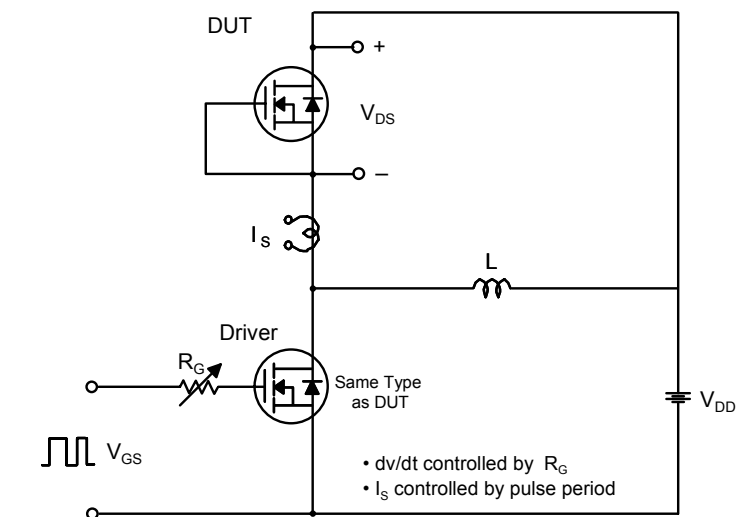 DUT
+
V_DS
–
I_S
L
Driver
R_G
Same Type
as DUT
V_DD
V_GS
• dv/dt controlled by R_G
• I_S controlled by pulse period